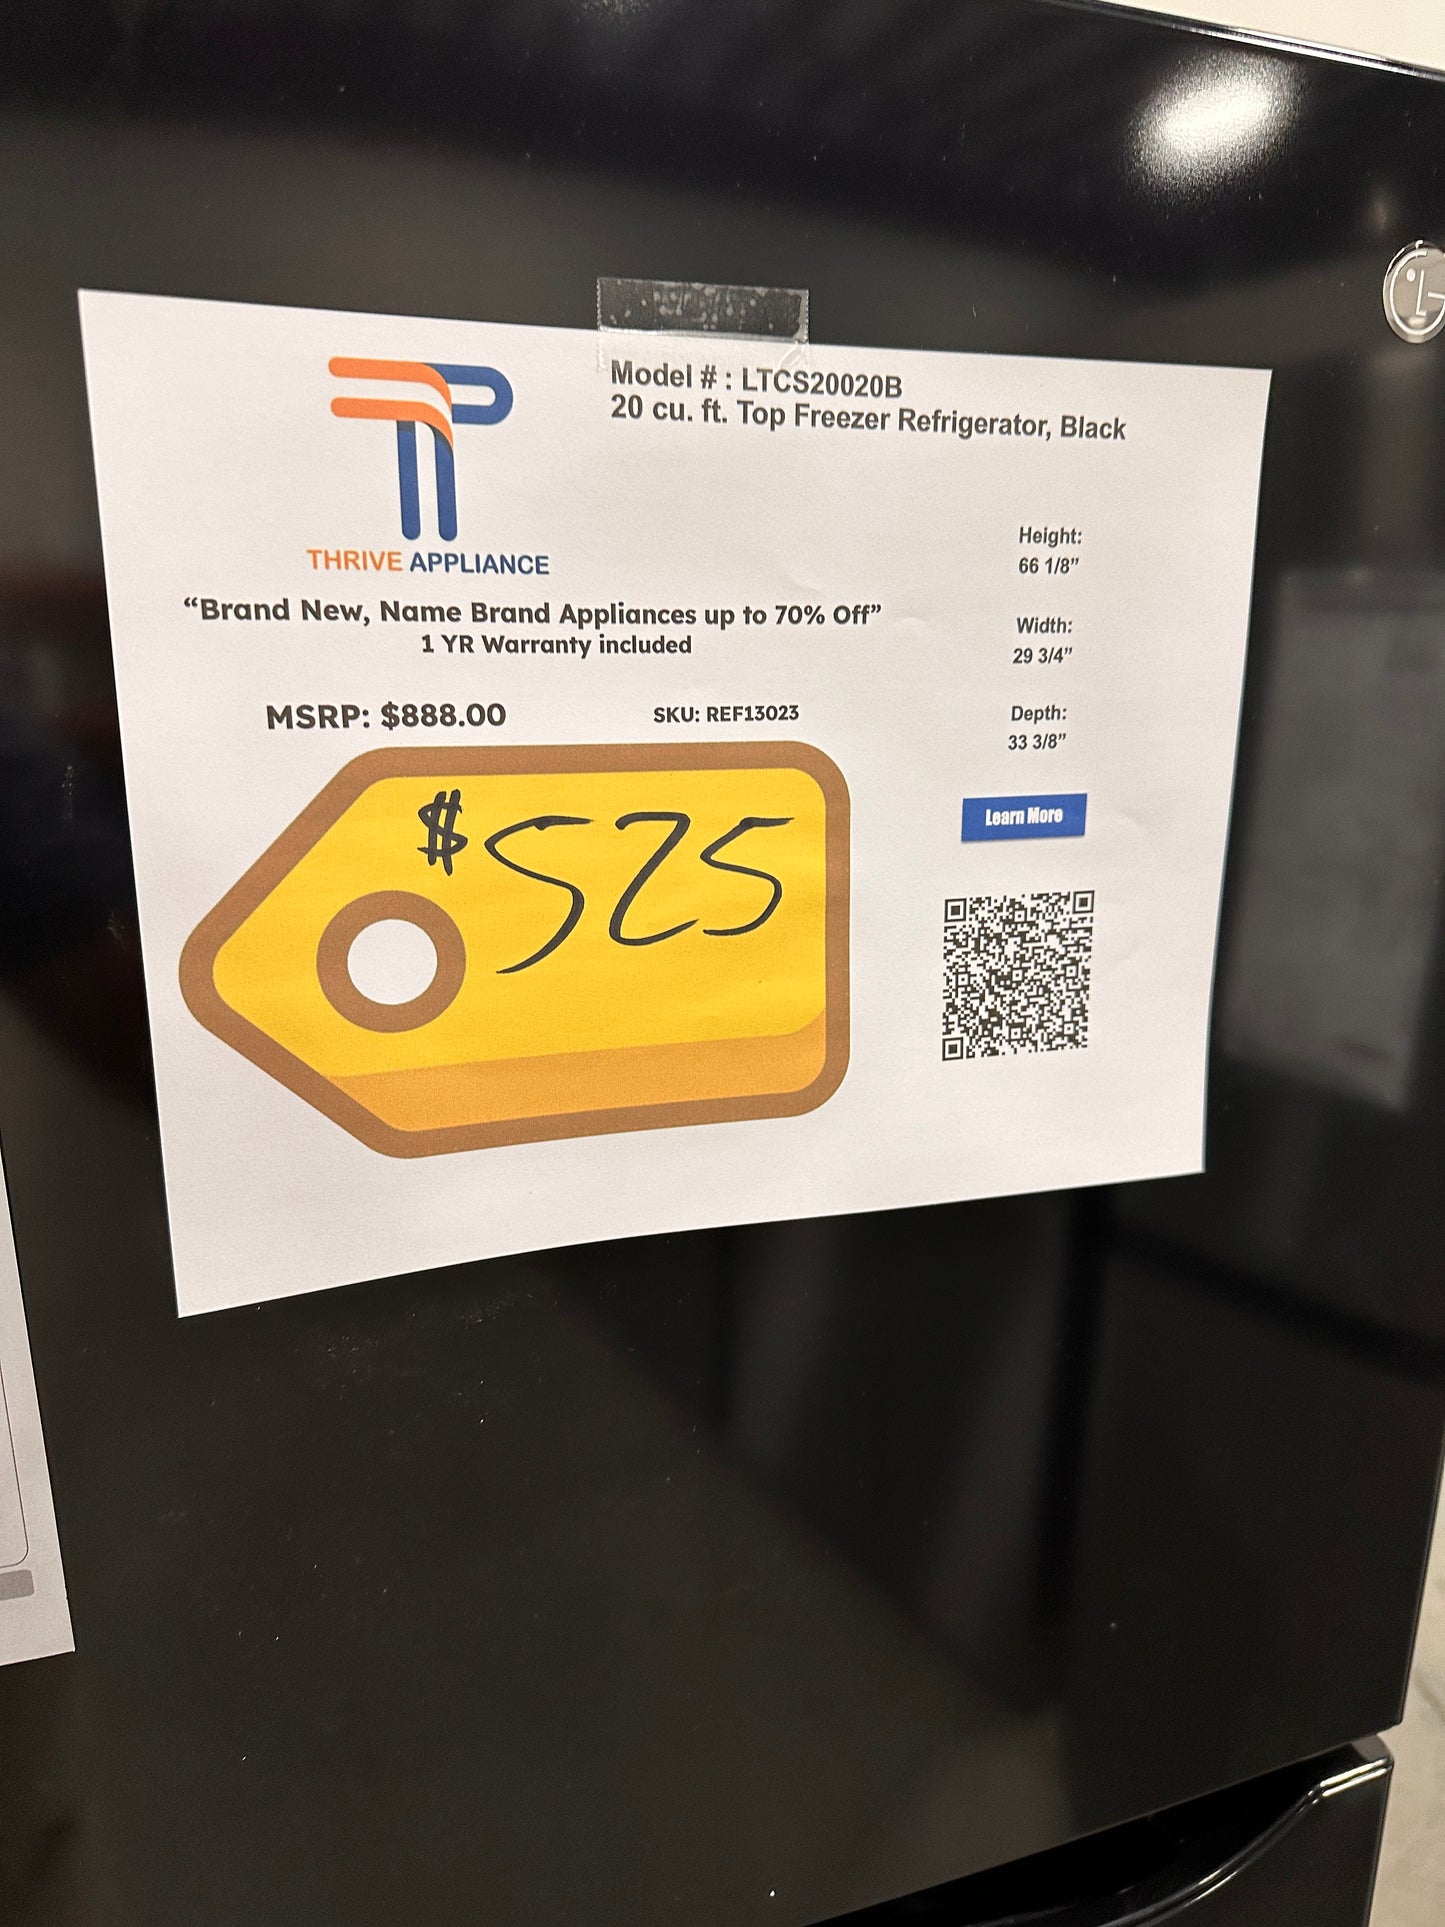 LG
Model # : LTCS20020B
20 cu. ft. Top Freezer Refrigerator, Black
THRIVE APPLIANCE
“Brand New, Name Brand Appliances up to 70% Off”
1 YR Warranty included
MSRP: $888.00
SKU: REF13023
$525
Height:
66 1/8”
Width:
29 3/4”
Depth:
33 3/8”
Learn More